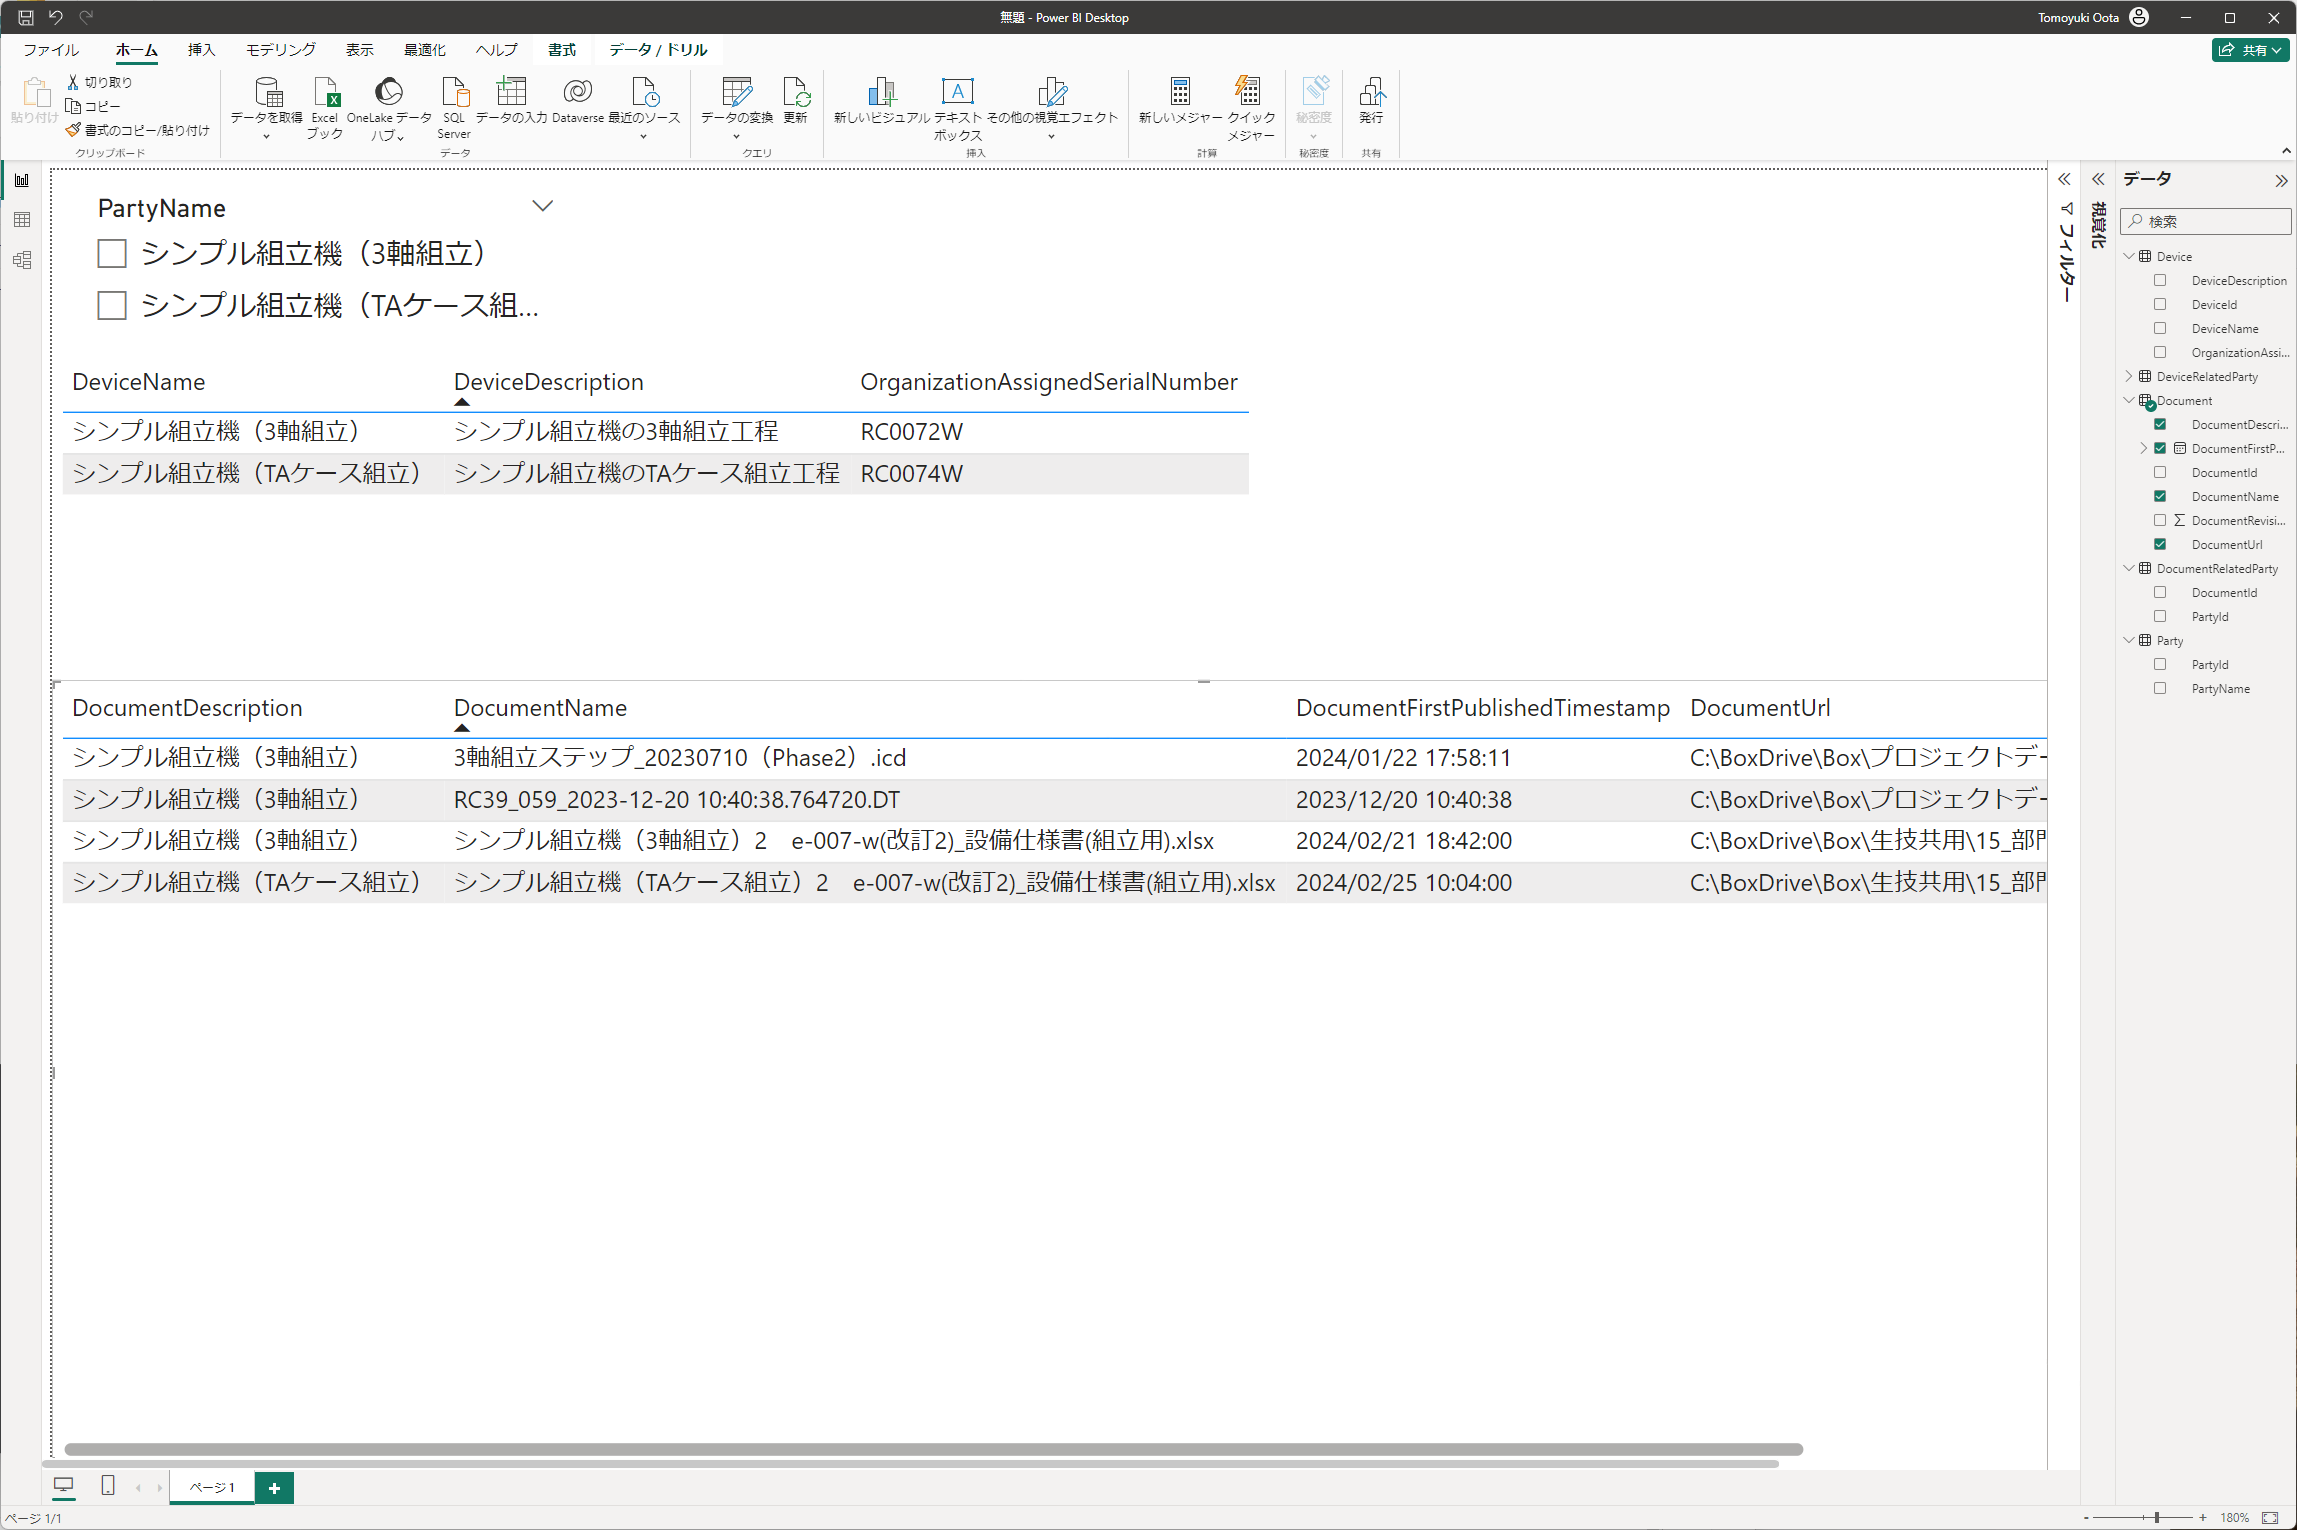 無題 - Power BI Desktop
Tomoyuki Oota
ファイル ホーム 挿入 モデリング 表示 最適化 ヘルプ 書式 データ / ドリル
共有
貼り付け
切り取り
コピー
書式のコピー/貼り付け
クリップボード
データを取得
Excel ブック
OneLake データ ハブ
SQL Server
データの入力
Dataverse
最近のソース
データ
データの変換
更新
クエリ
新しいビジュアル
テキスト ボックス
その他の視覚エフェクト
挿入
新しいメジャー
クイック メジャー
計算
秘密度
秘密度
発行
共有
PartyName
シンプル組立機（3軸組立）
シンプル組立機（TAケース組...
DeviceName DeviceDescription OrganizationAssignedSerialNumber
シンプル組立機（3軸組立） シンプル組立機の3軸組立工程 RC0072W
シンプル組立機（TAケース組立） シンプル組立機のTAケース組立工程 RC0074W
DocumentDescription DocumentName DocumentFirstPublishedTimestamp DocumentUrl
シンプル組立機（3軸組立） 3軸組立ステップ_20230710（Phase2）.icd 2024/01/22 17:58:11 C:\BoxDrive\Box\プロジェクトデー
シンプル組立機（3軸組立） RC39_059_2023-12-20 10:40:38.764720.DT 2023/12/20 10:40:38 C:\BoxDrive\Box\プロジェクトデー
シンプル組立機（3軸組立） シンプル組立機（3軸組立）2　e-007-w(改訂2)_設備仕様書(組立用).xlsx 2024/02/21 18:42:00 C:\BoxDrive\Box\生技共用\15_部門
シンプル組立機（TAケース組立） シンプル組立機（TAケース組立）2　e-007-w(改訂2)_設備仕様書(組立用).xlsx 2024/02/25 10:04:00 C:\BoxDrive\Box\生技共用\15_部門
フィルター
視覚化
データ
検索
Device
DeviceDescription
DeviceId
DeviceName
OrganizationAssi...
DeviceRelatedParty
Document
DocumentDescri...
DocumentFirstP...
DocumentId
DocumentName
DocumentRevisi...
DocumentUrl
DocumentRelatedParty
DocumentId
PartyId
Party
PartyId
PartyName
ページ 1
ページ 1/1
180%